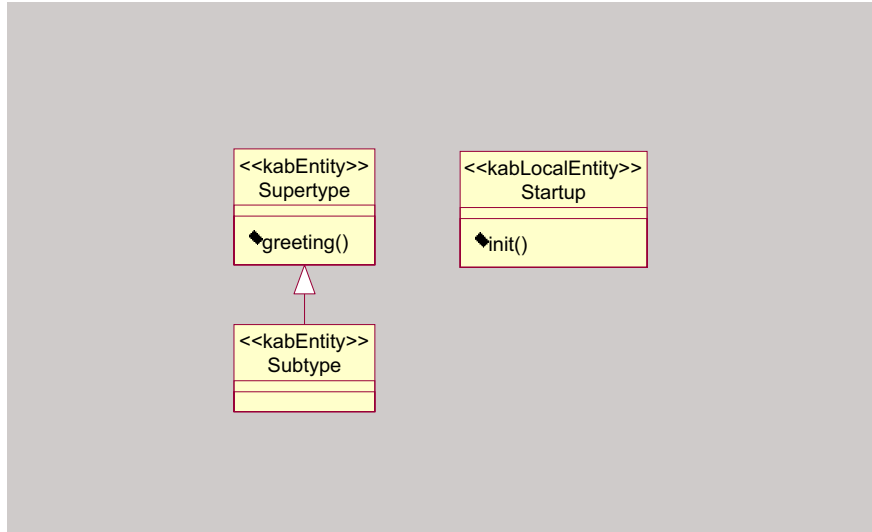 <<kabEntity>>
Supertype
greeting()
<<kabLocalEntity>>
Startup
init()
<<kabEntity>>
Subtype